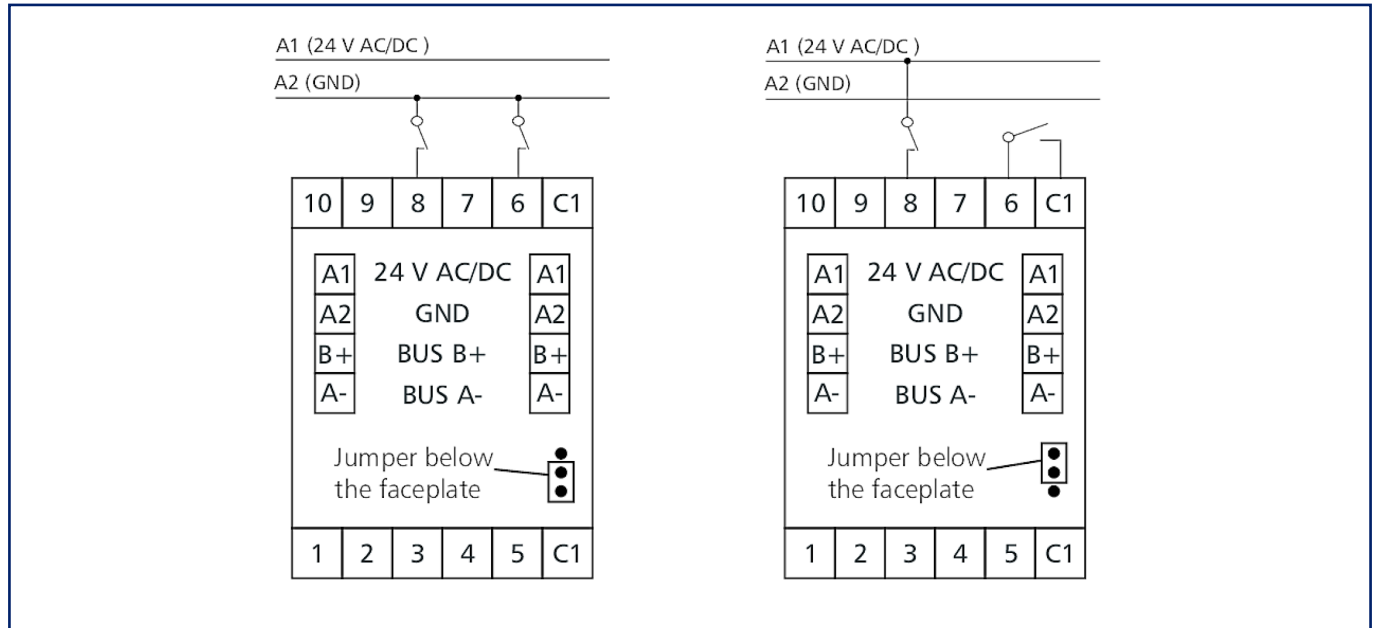 A1 (24 V AC/DC )
A2 (GND)
10 9 8 7 6 C1
A1 24 V AC/DC A1
A2 GND A2
B+ BUS B+ B+
A- BUS A- A-
Jumper below
the faceplate
1 2 3 4 5 C1
A1 (24 V AC/DC )
A2 (GND)
10 9 8 7 6 C1
A1 24 V AC/DC A1
A2 GND A2
B+ BUS B+ B+
A- BUS A- A-
Jumper below
the faceplate
1 2 3 4 5 C1